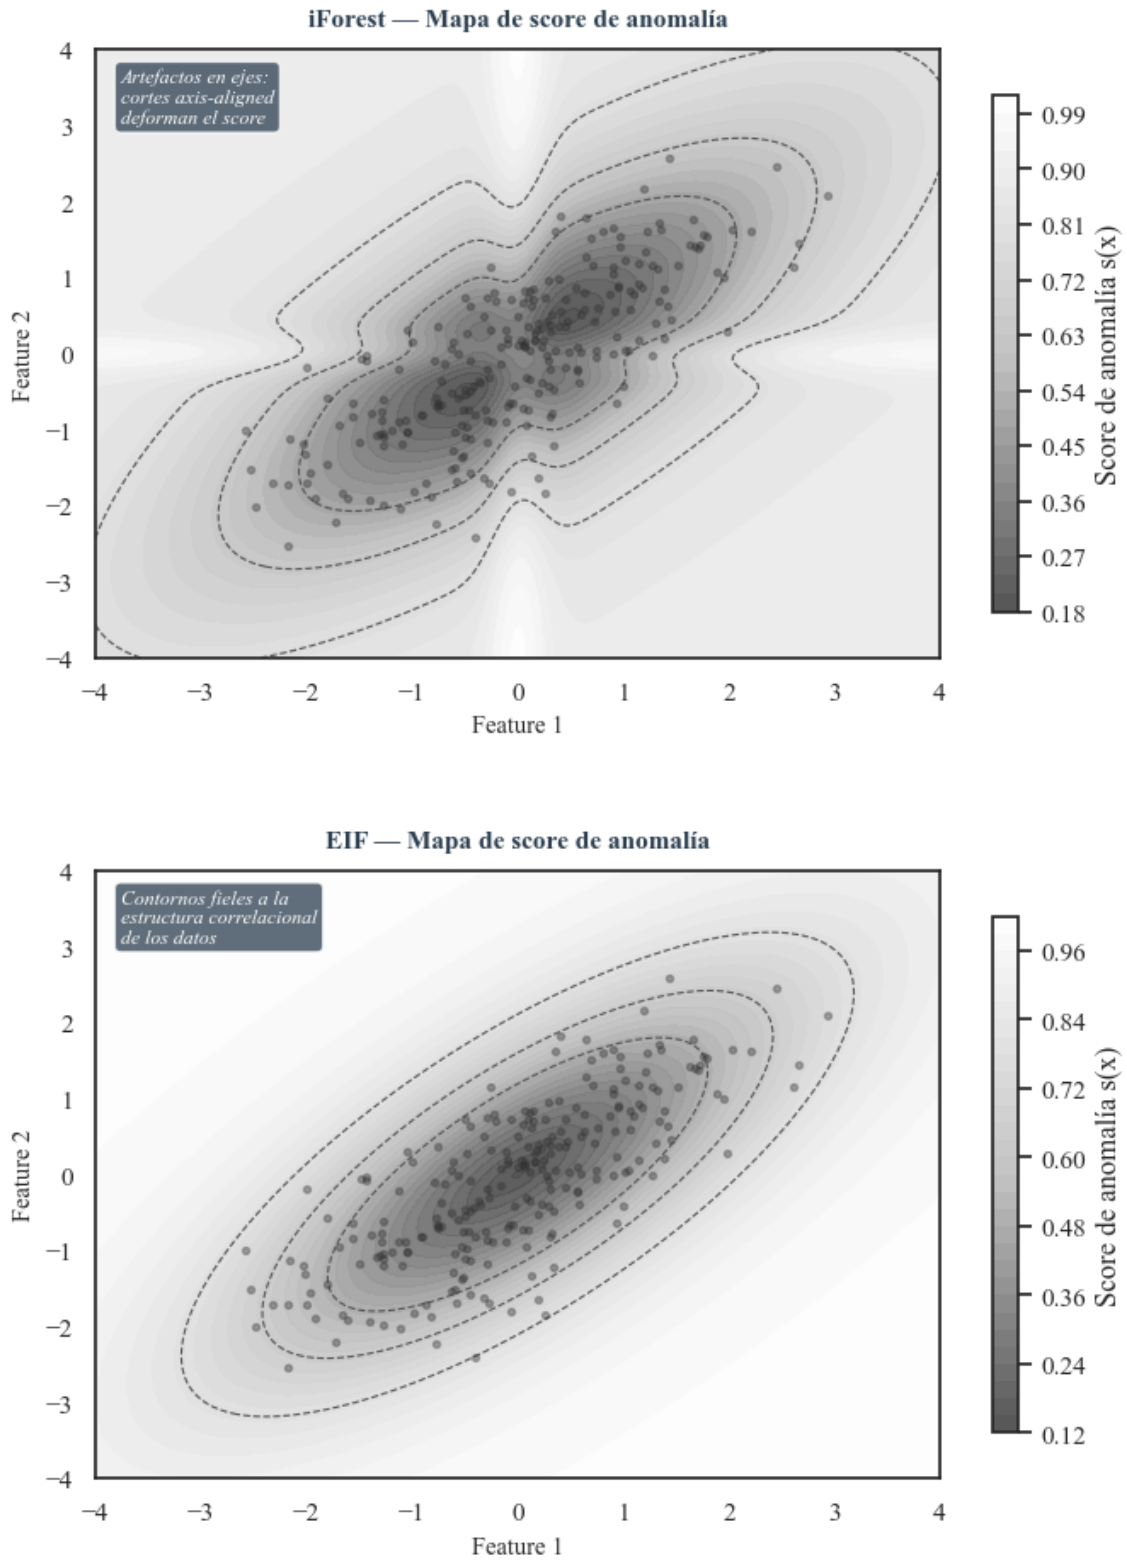 iForest — Mapa de score de anomalía
Artefactos en ejes:
cortes axis-aligned
deforman el score
4
3
2
1
0
−1
−2
−3
−4
Feature 2
−4 −3 −2 −1 0 1 2 3 4
Feature 1
0.99
0.90
0.81
0.72
0.63
0.54
0.45
0.36
0.27
0.18
Score de anomalía s(x)
EIF — Mapa de score de anomalía
Contornos fieles a la
estructura correlacional
de los datos
4
3
2
1
0
−1
−2
−3
−4
Feature 2
−4 −3 −2 −1 0 1 2 3 4
Feature 1
0.96
0.84
0.72
0.60
0.48
0.36
0.24
0.12
Score de anomalía s(x)